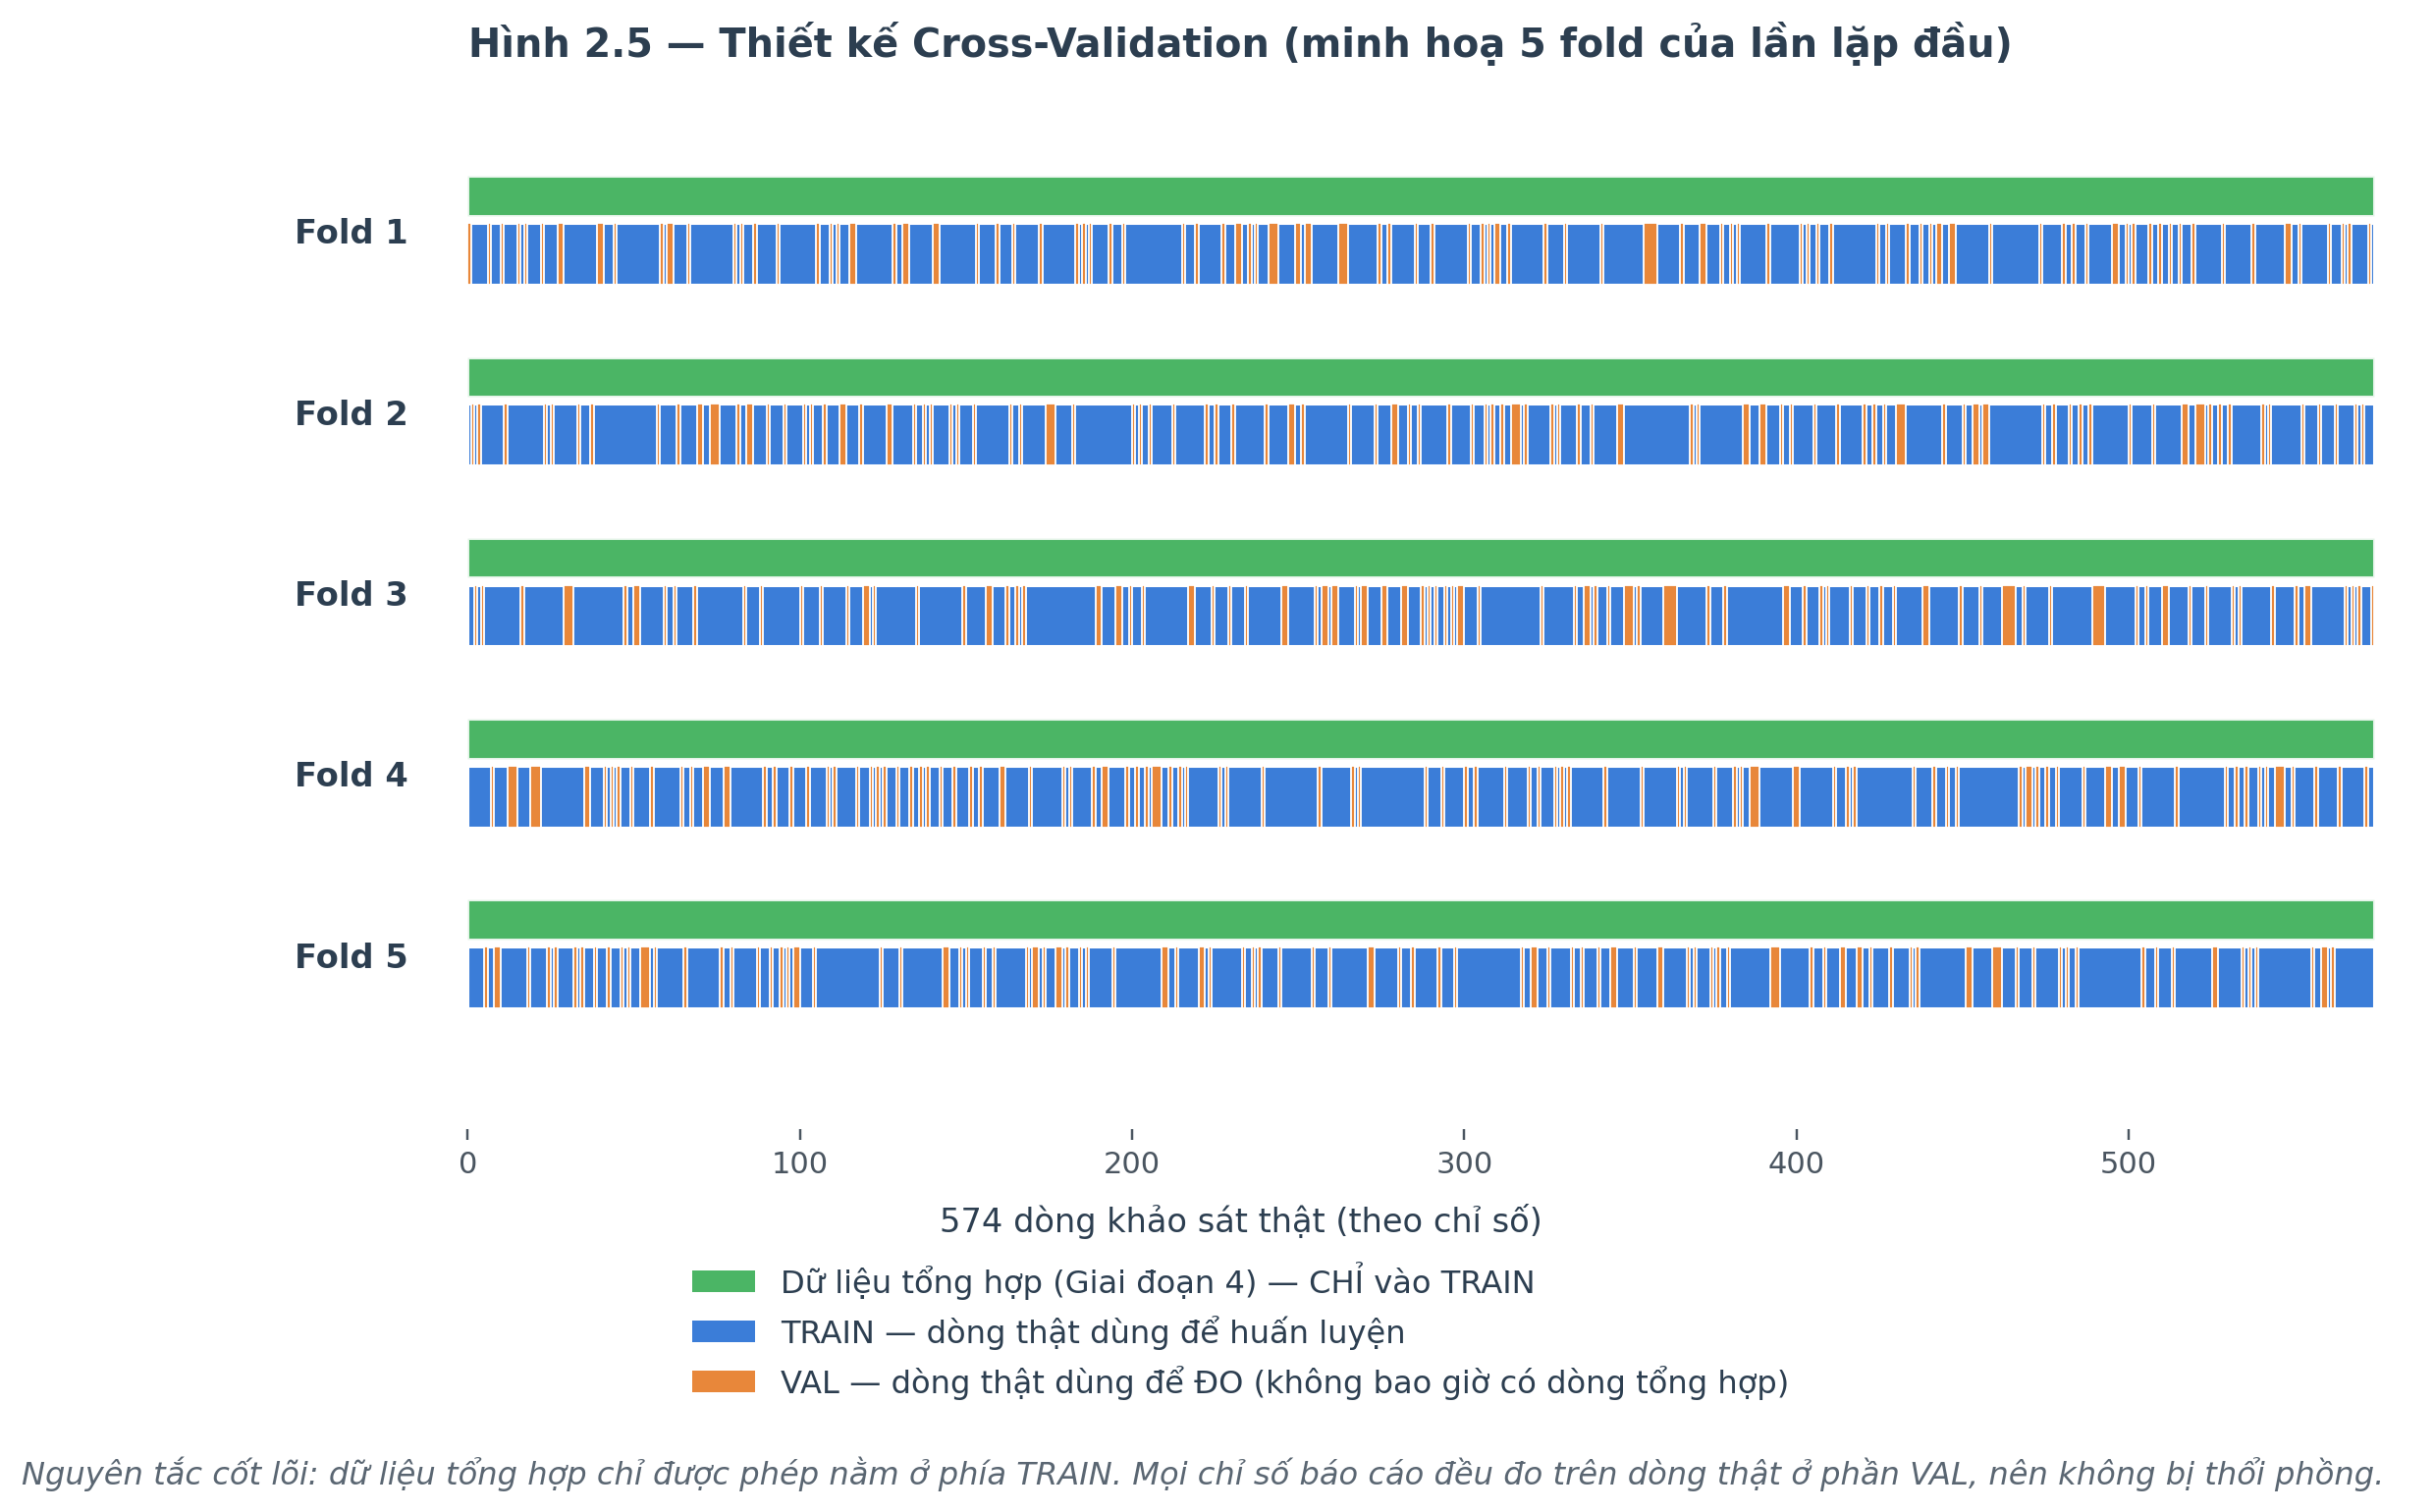 Hình 2.5 — Thiết kế Cross-Validation (minh hoạ 5 fold của lần lặp đầu)
Fold 1
Fold 2
Fold 3
Fold 4
Fold 5
0 100 200 300 400 500
574 dòng khảo sát thật (theo chỉ số)
Dữ liệu tổng hợp (Giai đoạn 4) — CHỈ vào TRAIN
TRAIN — dòng thật dùng để huấn luyện
VAL — dòng thật dùng để ĐO (không bao giờ có dòng tổng hợp)
Nguyên tắc cốt lõi: dữ liệu tổng hợp chỉ được phép nằm ở phía TRAIN. Mọi chỉ số báo cáo đều đo trên dòng thật ở phần VAL, nên không bị thổi phồng.